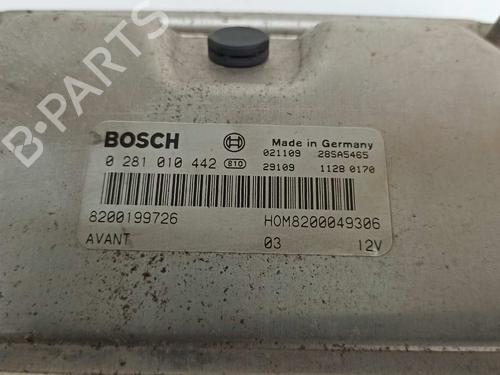 B-PARTS
BOSCH
Made in Germany
0 281 010 442 810 021109 28SA5465
29109 1128 0170
8200199726 HOM8200049306
AVANT 03 12V